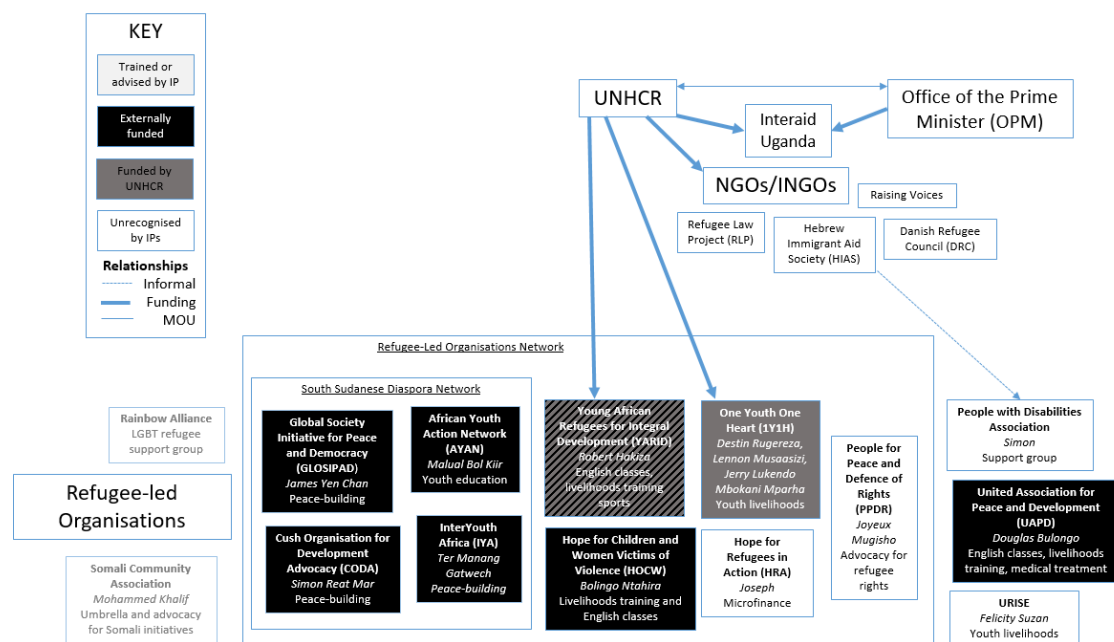 KEY
Trained or
advised by IP
Externally
funded
Funded by
UNHCR
Unrecognised
by IPs
Relationships
Informal
Funding
MOU
UNHCR
Interaid
Uganda
Office of the Prime
Minister (OPM)
NGOs/INGOs
Raising Voices
Refugee Law
Project (RLP)
Hebrew
Immigrant Aid
Society (HIAS)
Danish Refugee
Council (DRC)
Refugee-Led Organisations Network
South Sudanese Diaspora Network
Rainbow Alliance
LGBT refugee
support group
Refugee-led
Organisations
Somali Community
Association
Mohammed Khalif
Umbrella and advocacy
for Somali initiatives
Global Society
Initiative for Peace
and Democracy
(GLOSIPAD)
James Yen Chan
Peace-building
African Youth
Action Network
(AYAN)
Malual Bol Kiir
Youth education
Cush Organisation for
Development
Advocacy (CODA)
Simon Reat Mar
Peace-building
InterYouth
Africa (IYA)
Ter Manang
Gatwech
Peace-building
Young African
Refugees for Integral
Development (YARID)
Robert Hakiza
English classes,
livelihoods training
sports
One Youth One
Heart (1Y1H)
Destin Rugereza,
Lennon Musaasizi,
Jerry Lukendo
Mbokani Mparha
Youth livelihoods
Hope for Children and
Women Victims of
Violence (HOCW)
Bolingo Ntahira
Livelihoods training and
English classes
Hope for
Refugees in
Action (HRA)
Joseph
Microfinance
People for
Peace and
Defence of
Rights
(PPDR)
Joyeux
Mugisho
Advocacy for
refugee
rights
People with Disabilities
Association
Simon
Support group
United Association for
Peace and Development
(UAPD)
Douglas Bulongo
English classes, livelihoods
training, medical treatment
URISE
Felicity Suzan
Youth livelihoods